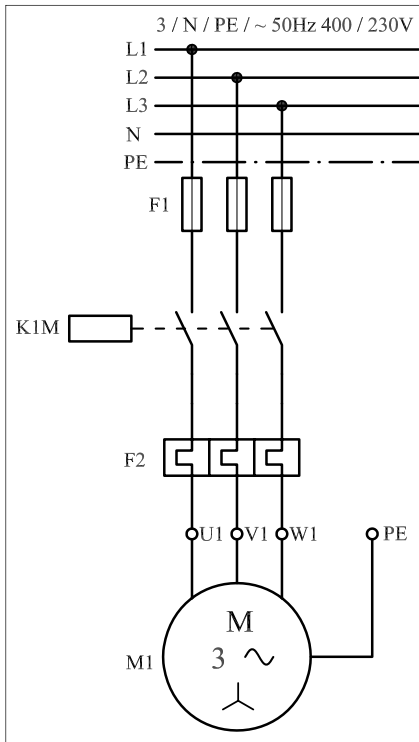 3 / N / PE / ~ 50Hz 400 / 230V
L1
L2
L3
N
PE
F1
K1M
F2
U1 V1 W1 PE
M
M1 3 ~